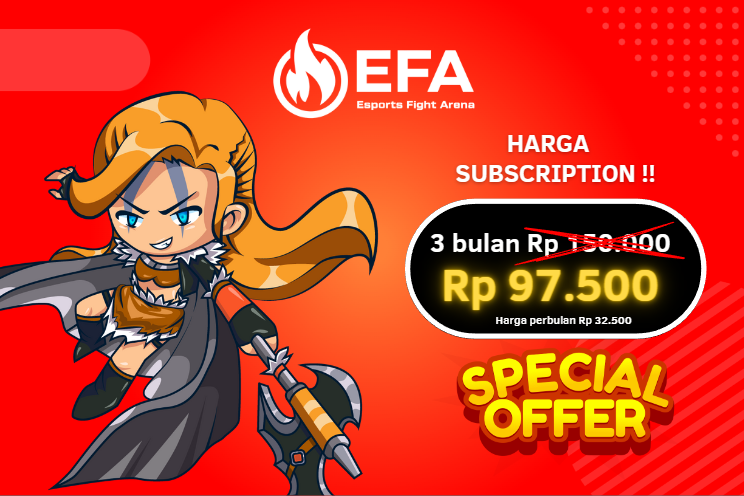 EFA
Esports Fight Arena
HARGA
SUBSCRIPTION !!
3 bulan Rp 150.000
Rp 97.500
Harga perbulan Rp 32.500
SPECIAL
OFFER